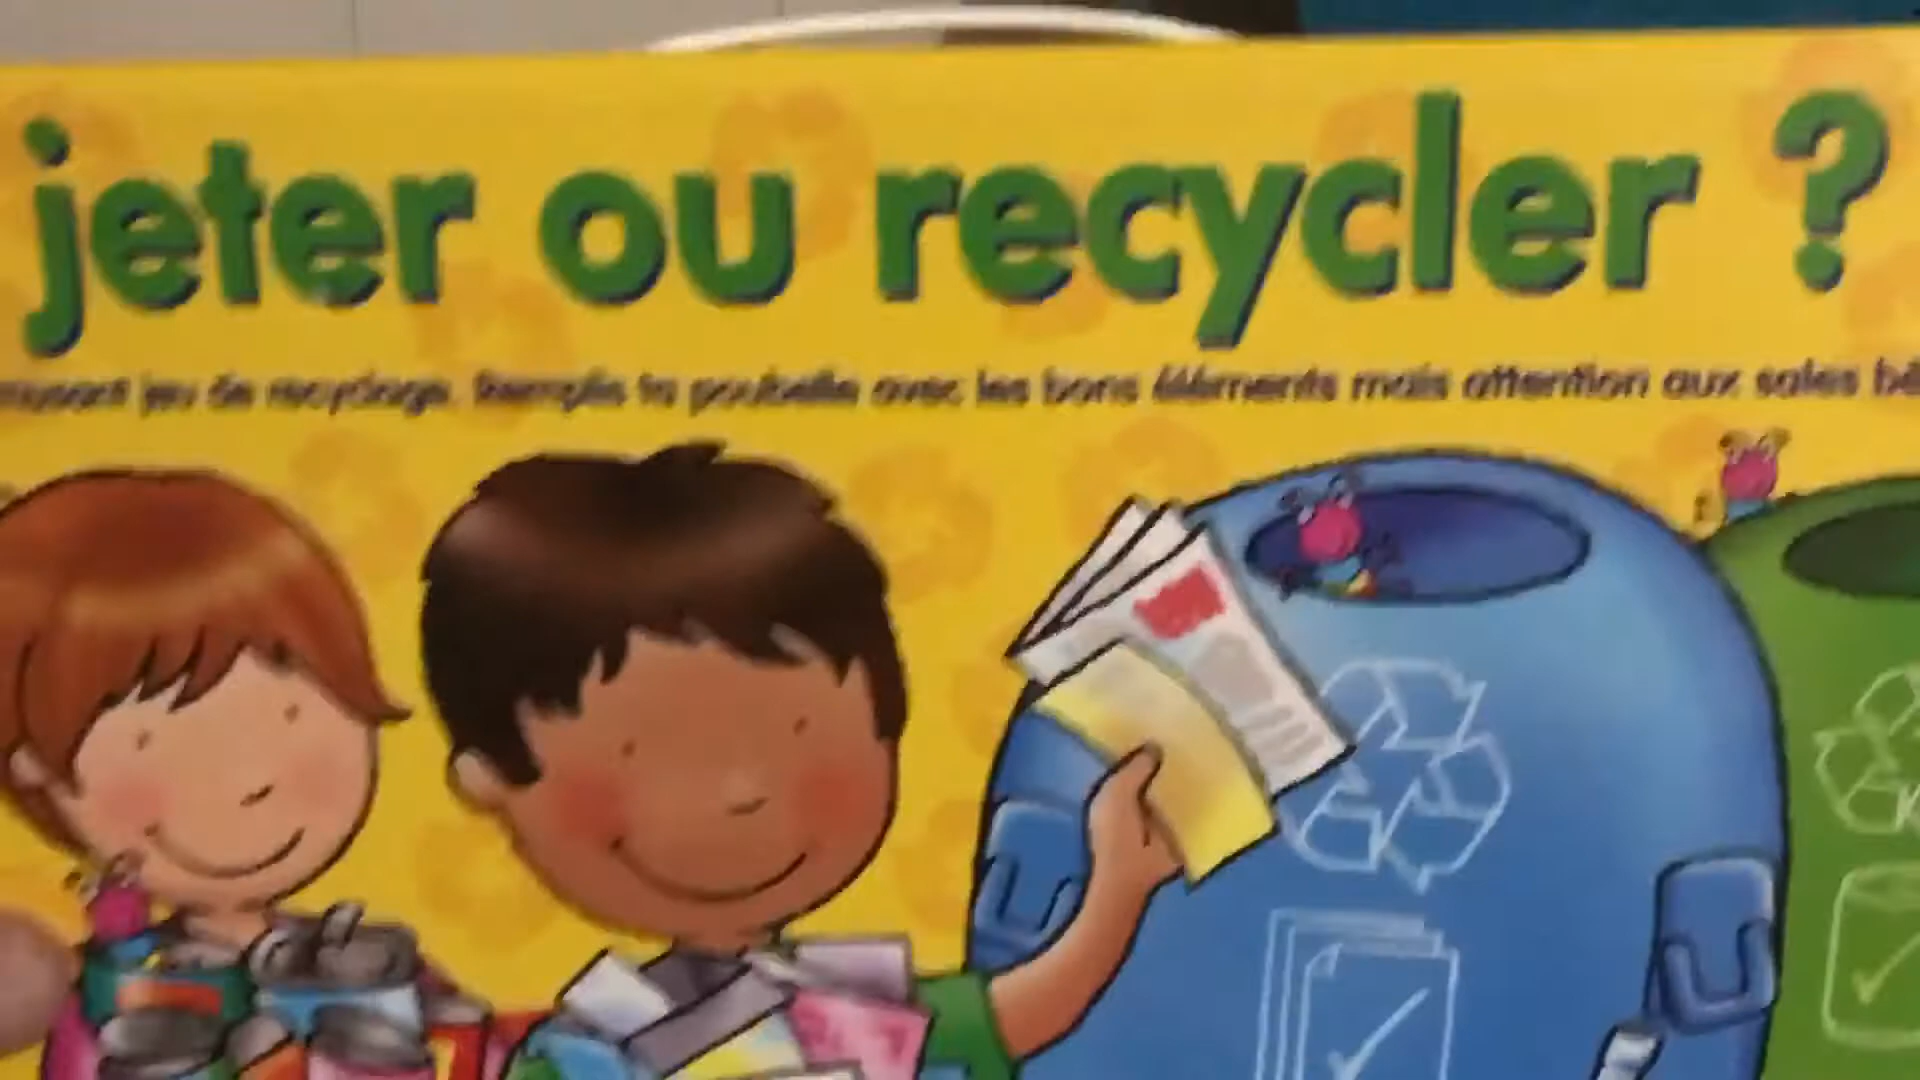 jeter ou recycler ?
jeu de recyclage. Remplis ta poubelle avec les bons éléments mais attention aux sales